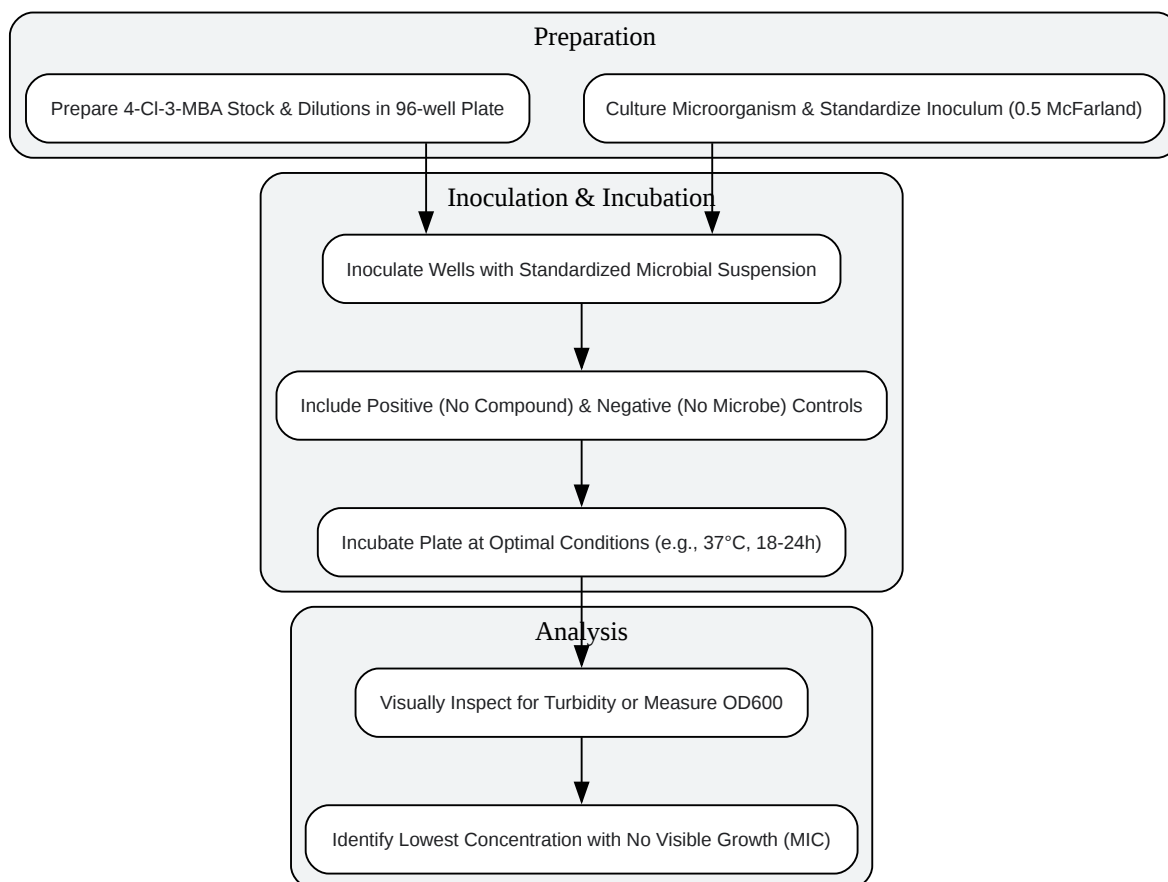 Preparation
Prepare 4-Cl-3-MBA Stock & Dilutions in 96-well Plate
Culture Microorganism & Standardize Inoculum (0.5 McFarland)
Inoculation & Incubation
Inoculate Wells with Standardized Microbial Suspension
Include Positive (No Compound) & Negative (No Microbe) Controls
Incubate Plate at Optimal Conditions (e.g., 37°C, 18-24h)
Analysis
Visually Inspect for Turbidity or Measure OD600
Identify Lowest Concentration with No Visible Growth (MIC)